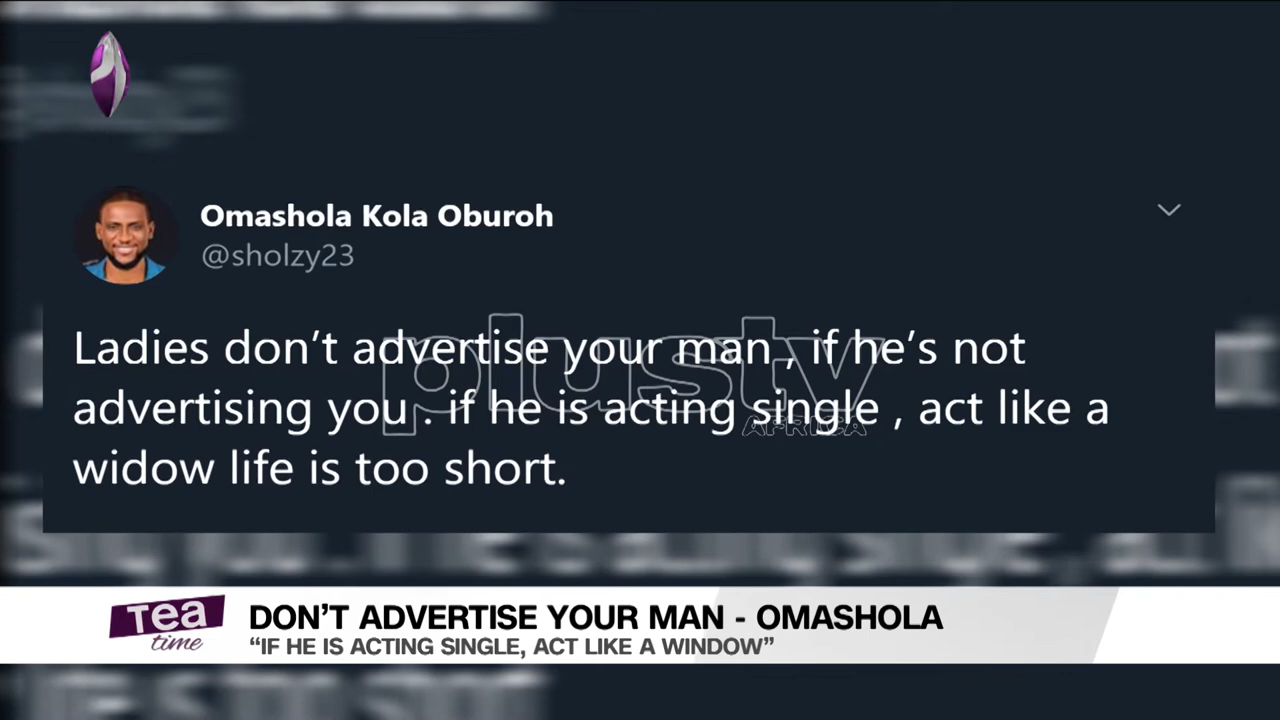 Omashola Kola Oburoh
@sholzy23
Ladies don’t advertise your man , if he’s not
advertising you . if he is acting single , act like a
widow life is too short.
plustv
AFRICA
Tea
time
DON’T ADVERTISE YOUR MAN - OMASHOLA
“IF HE IS ACTING SINGLE, ACT LIKE A WINDOW”